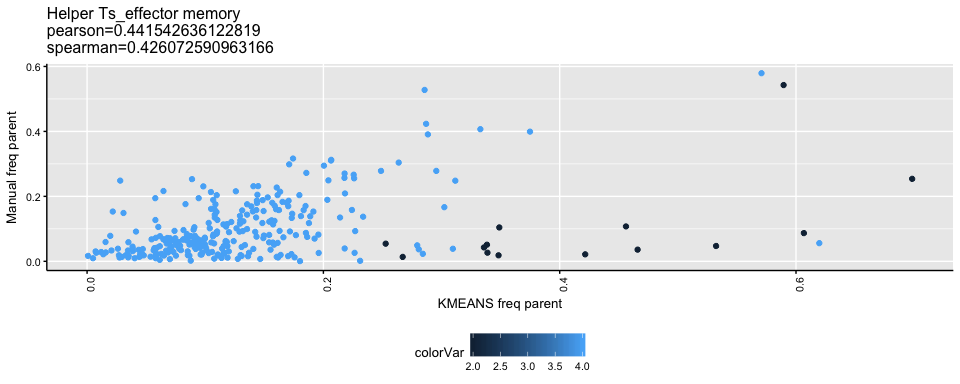 Helper Ts_effector memory
pearson=0.441542636122819
spearman=0.426072590963166
Manual freq parent
0.6
0.4
0.2
0.0
0.0 0.2 0.4 0.6
KMEANS freq parent
colorVar
2.0 2.5 3.0 3.5 4.0